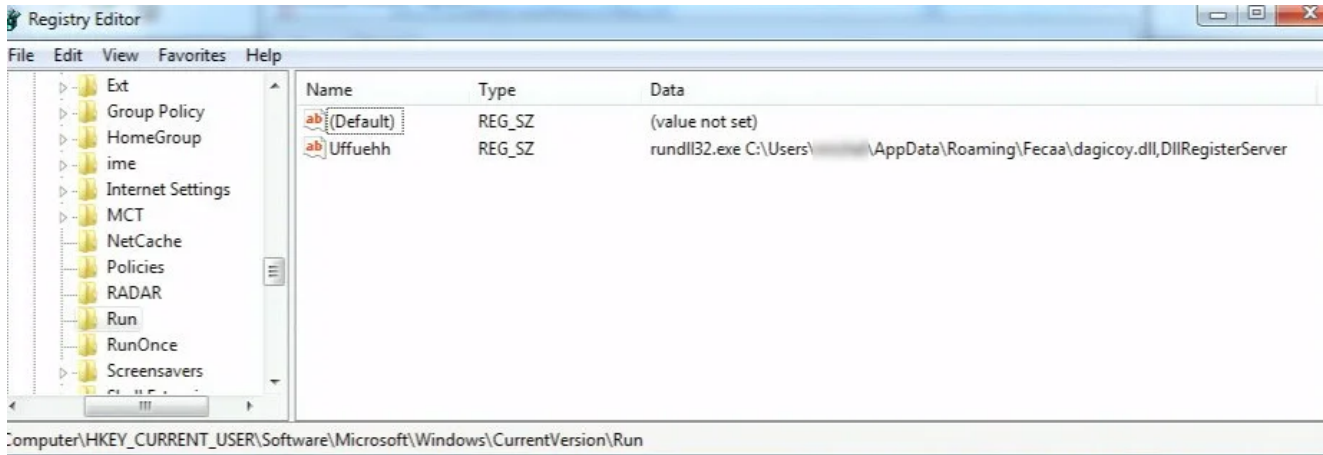 Registry Editor
File Edit View Favorites Help
Ext
Group Policy
HomeGroup
ime
Internet Settings
MCT
NetCache
Policies
RADAR
Run
RunOnce
Screensavers
Name Type Data
ab (Default) REG_SZ (value not set)
ab Uffuehh REG_SZ rundll32.exe C:\Users\ \AppData\Roaming\Fecaa\dagicoy.dll,DllRegisterServer
Computer\HKEY_CURRENT_USER\Software\Microsoft\Windows\CurrentVersion\Run